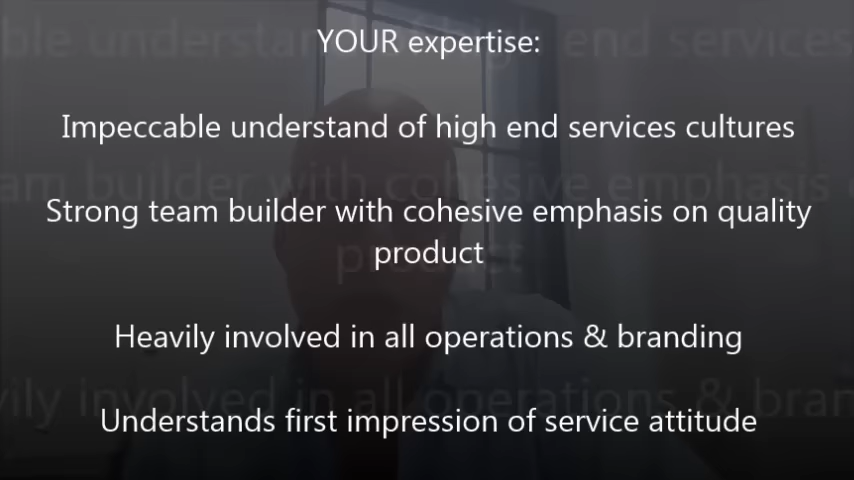 YOUR expertise:
Impeccable understand of high end services cultures
Strong team builder with cohesive emphasis on quality
product
Heavily involved in all operations & branding
Understands first impression of service attitude